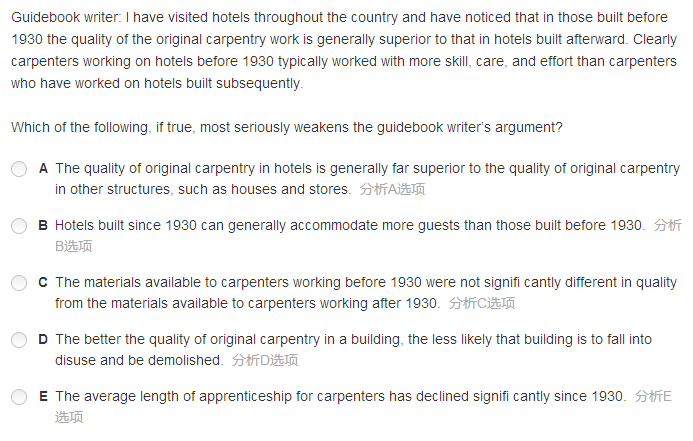 Guidebook writer: I have visited hotels throughout the country and have noticed that in those built before
1930 the quality of the original carpentry work is generally superior to that in hotels built afterward. Clearly
carpenters working on hotels before 1930 typically worked with more skill, care, and effort than carpenters
who have worked on hotels built subsequently.
Which of the following, if true, most seriously weakens the guidebook writer's argument?
A The quality of original carpentry in hotels is generally far superior to the quality of original carpentry
in other structures, such as houses and stores. 分析A选项
B Hotels built since 1930 can generally accommodate more guests than those built before 1930. 分析
B选项
C The materials available to carpenters working before 1930 were not signifi cantly different in quality
from the materials available to carpenters working after 1930. 分析C选项
D The better the quality of original carpentry in a building, the less likely that building is to fall into
disuse and be demolished. 分析D选项
E The average length of apprenticeship for carpenters has declined signifi cantly since 1930. 分析E
选项